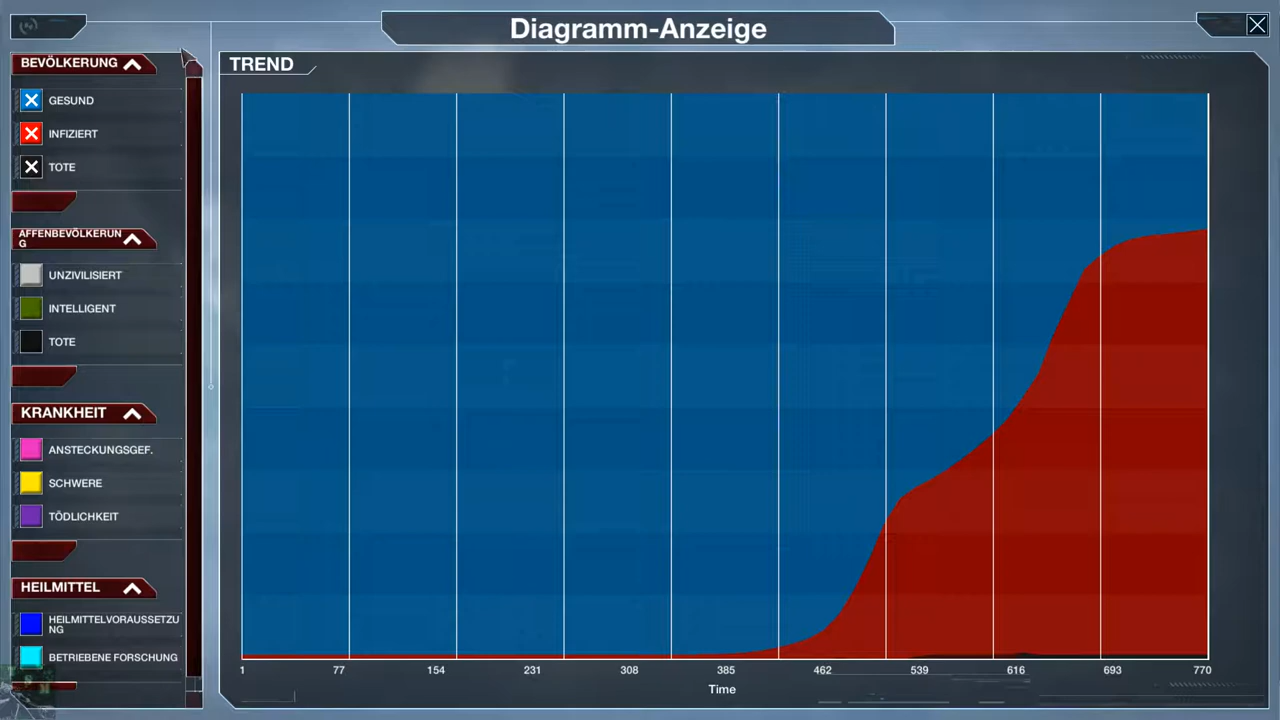 Diagramm-Anzeige
BEVÖLKERUNG
GESUND
INFIZIERT
TOTE
AFFENBEVÖLKERUN
G
UNZIVILISIERT
INTELLIGENT
TOTE
KRANKHEIT
ANSTECKUNGSGEF.
SCHWERE
TÖDLICHKEIT
HEILMITTEL
HEILMITTELVORAUSSETZU
NG
BETRIEBENE FORSCHUNG
TREND
1 77 154 231 308 385 462 539 616 693 770
Time